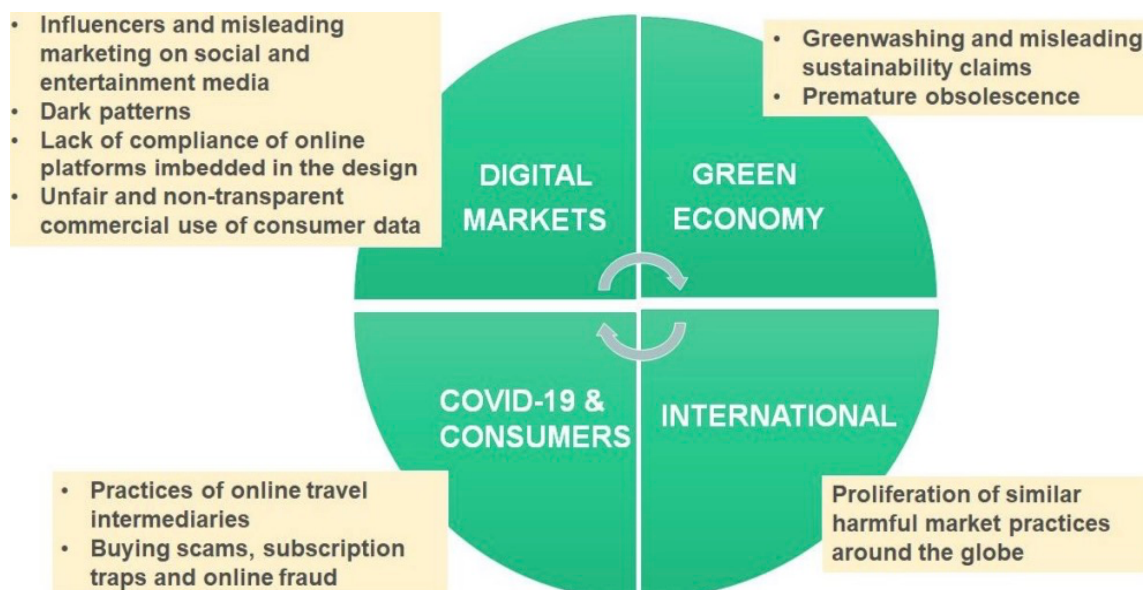 • Influencers and misleading
marketing on social and
entertainment media
• Dark patterns
• Lack of compliance of online
platforms imbedded in the design
• Unfair and non-transparent
commercial use of consumer data
DIGITAL
MARKETS
• Greenwashing and misleading
sustainability claims
• Premature obsolescence
GREEN
ECONOMY
COVID-19 &
CONSUMERS
• Practices of online travel
intermediaries
• Buying scams, subscription
traps and online fraud
INTERNATIONAL
Proliferation of similar
harmful market practices
around the globe